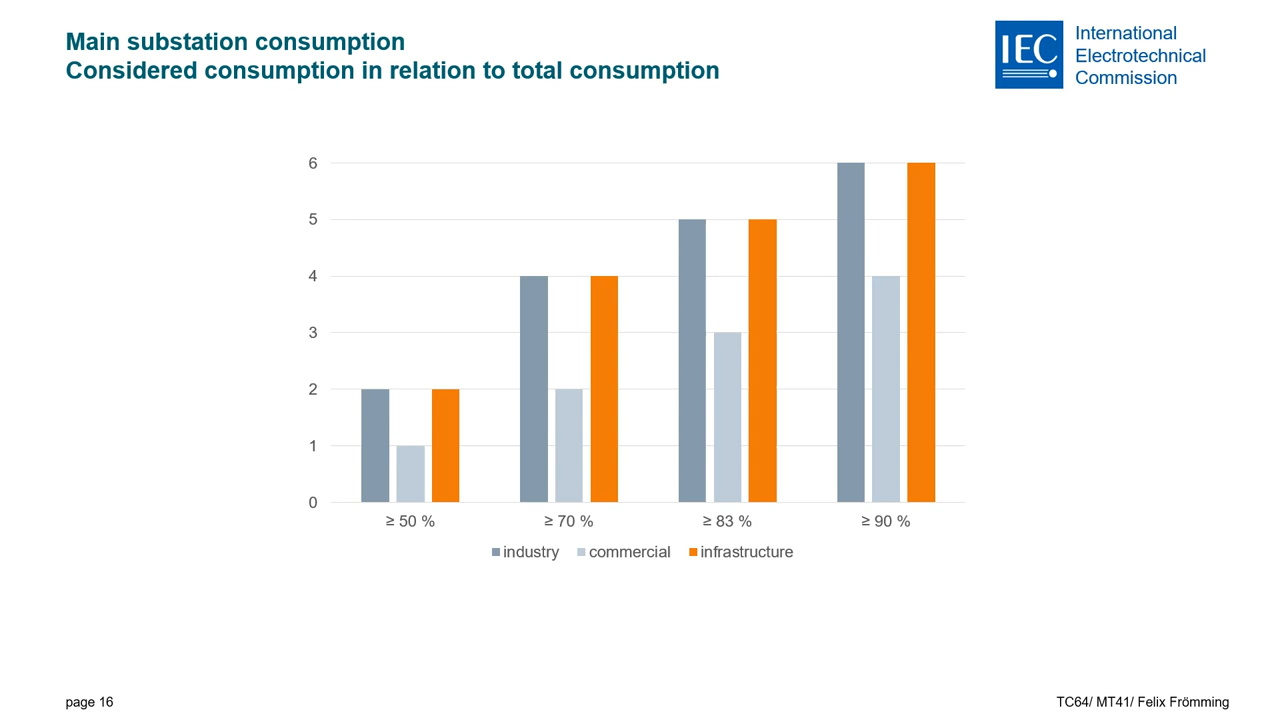 Main substation consumption
Considered consumption in relation to total consumption
IEC
International
Electrotechnical
Commission
6
5
4
3
2
1
0
≥ 50 %
≥ 70 %
≥ 83 %
≥ 90 %
industry
commercial
infrastructure
page 16
TC64/ MT41/ Felix Frömming